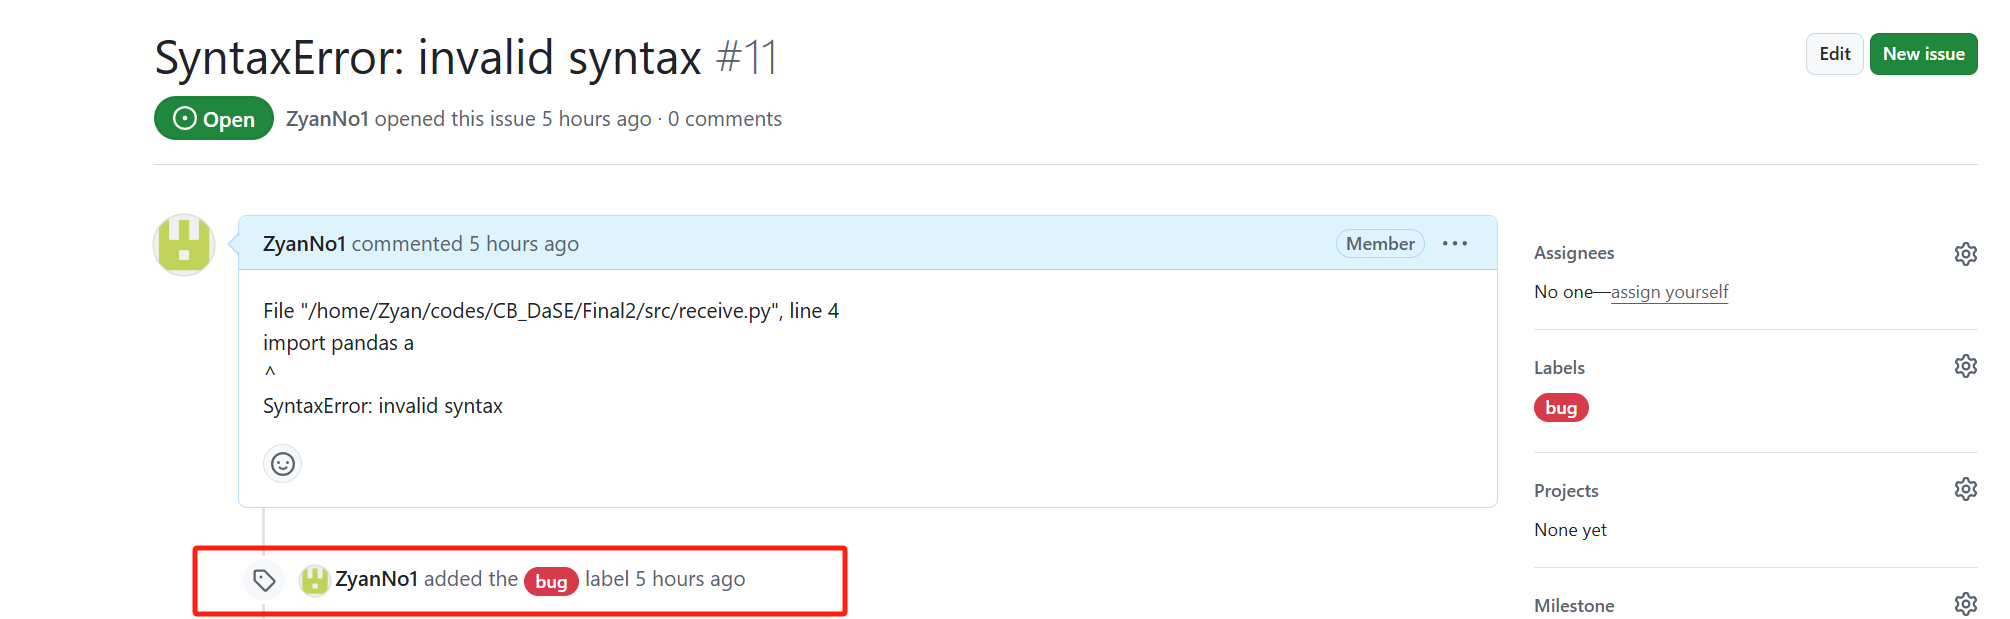 SyntaxError: invalid syntax #11
Edit
New issue
Open
ZyanNo1 opened this issue 5 hours ago · 0 comments
ZyanNo1 commented 5 hours ago
Member
File "/home/Zyan/codes/CB_DaSE/Final2/src/receive.py", line 4
import pandas a
^
SyntaxError: invalid syntax
ZyanNo1 added the bug label 5 hours ago
Assignees
No one—assign yourself
Labels
bug
Projects
None yet
Milestone